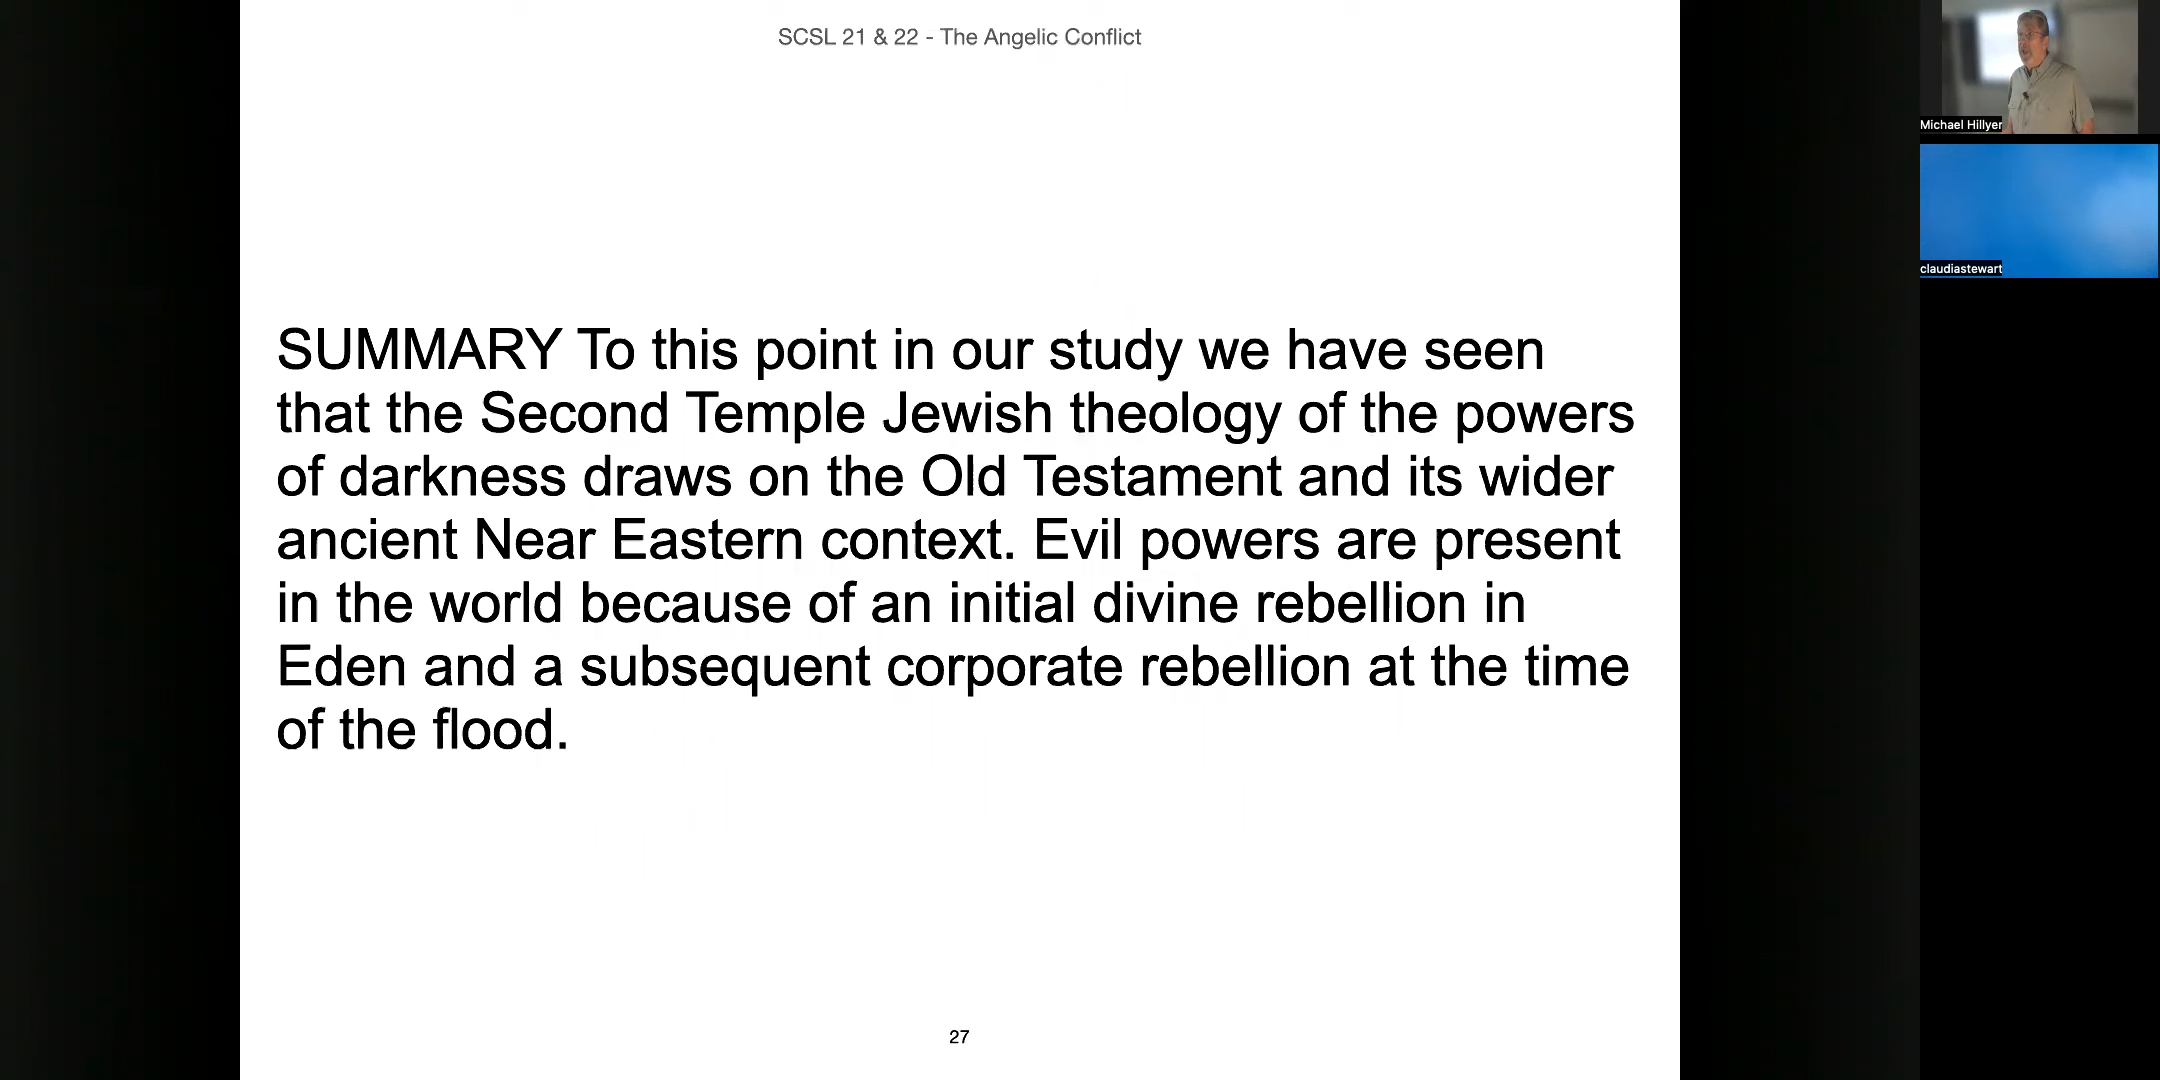 SCSL 21 & 22 - The Angelic Conflict
SUMMARY To this point in our study we have seen
that the Second Temple Jewish theology of the powers
of darkness draws on the Old Testament and its wider
ancient Near Eastern context. Evil powers are present
in the world because of an initial divine rebellion in
Eden and a subsequent corporate rebellion at the time
of the flood.
27
Michael Hillyer
claudiastewart